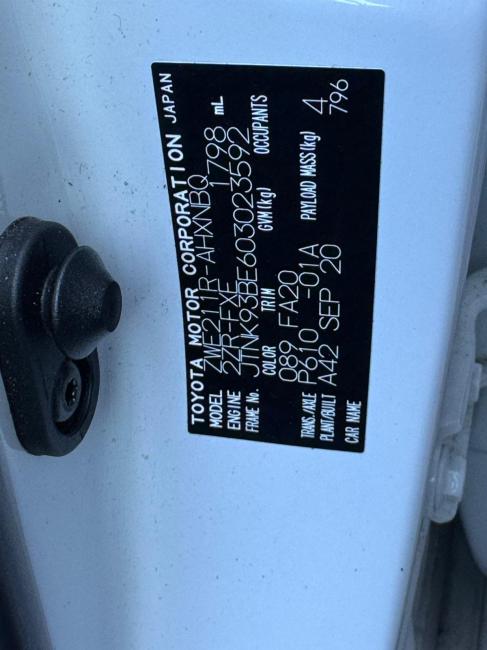 TOYOTA MOTOR CORPORATION JAPAN
MODEL ZWE211R-AHXNBQ
ENGINE 2ZR-FXE 1798 mL
FRAME No. JTNK93BE603023592
COLOR TRIM GVM(kg) OCCUPANTS
089 FA20 4
TRANS./AXLE P610 -01A PAYLOAD MASS(kg) 796
PLANT/BUILT A42 SEP 20
CAR NAME